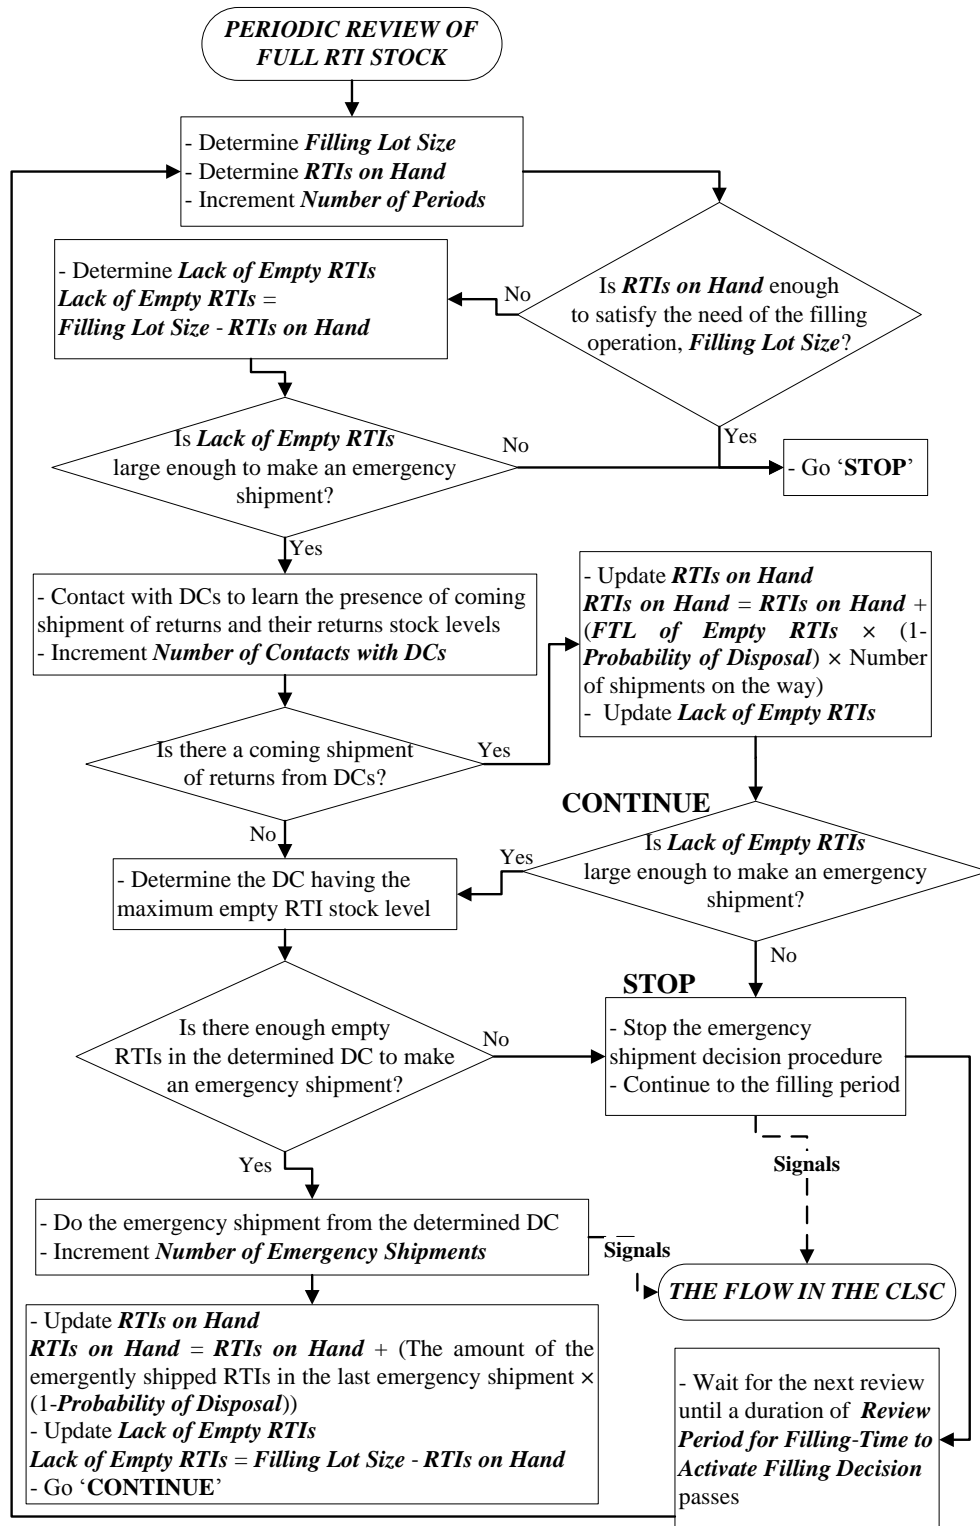 PERIODIC REVIEW OF
FULL RTI STOCK
- Determine Filling Lot Size
- Determine RTIs on Hand
- Increment Number of Periods
Is RTIs on Hand enough
to satisfy the need of the filling
operation, Filling Lot Size?
No
Yes
- Determine Lack of Empty RTIs
Lack of Empty RTIs =
Filling Lot Size - RTIs on Hand
Is Lack of Empty RTIs
large enough to make an emergency
shipment?
No
- Go ‘STOP’
Yes
- Contact with DCs to learn the presence of coming
shipment of returns and their returns stock levels
- Increment Number of Contacts with DCs
Is there a coming shipment
of returns from DCs?
Yes
No
- Update RTIs on Hand
RTIs on Hand = RTIs on Hand +
(FTL of Empty RTIs × (1-
Probability of Disposal) × Number
of shipments on the way)
- Update Lack of Empty RTIs
CONTINUE
Is Lack of Empty RTIs
large enough to make an emergency
shipment?
Yes
No
- Determine the DC having the
maximum empty RTI stock level
Is there enough empty
RTIs in the determined DC to make
an emergency shipment?
No
Yes
STOP
- Stop the emergency
shipment decision procedure
- Continue to the filling period
Signals
- Do the emergency shipment from the determined DC
- Increment Number of Emergency Shipments
Signals
THE FLOW IN THE CLSC
- Update RTIs on Hand
RTIs on Hand = RTIs on Hand + (The amount of the
emergently shipped RTIs in the last emergency shipment ×
(1-Probability of Disposal))
- Update Lack of Empty RTIs
Lack of Empty RTIs = Filling Lot Size - RTIs on Hand
- Go ‘CONTINUE’
- Wait for the next review
until a duration of Review
Period for Filling-Time to
Activate Filling Decision
passes